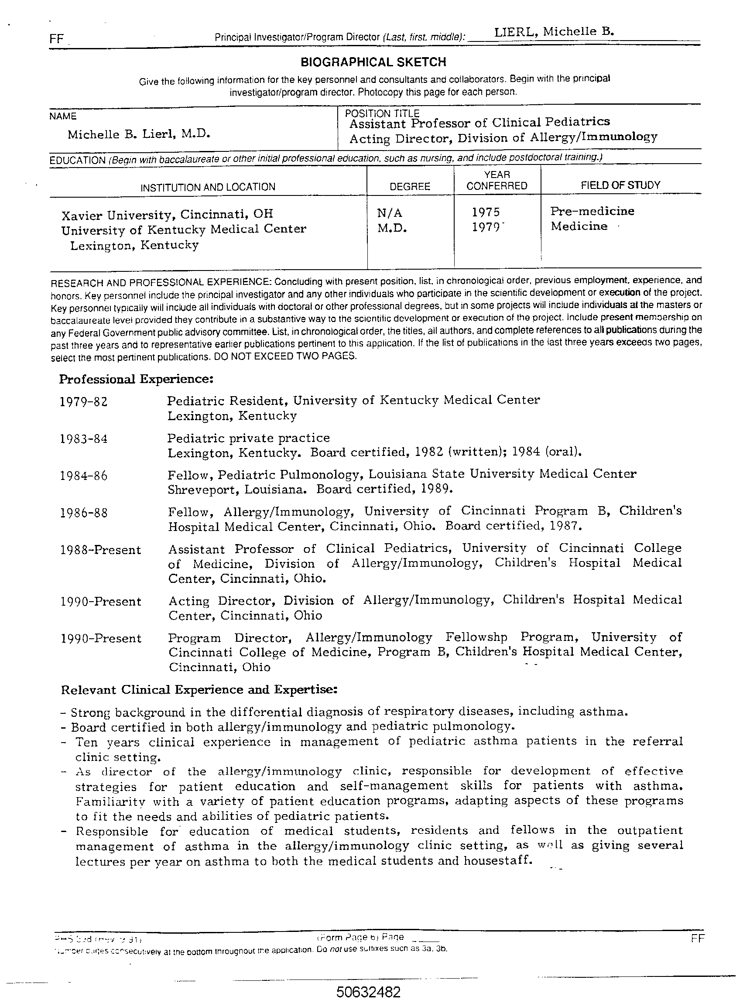 FF
Principal Investigator/Program Director (Last, first, middle): LIERL, Michelle B.
BIOGRAPHICAL SKETCH
Give the following information for the key personnel and consultants and collaborators. Begin with the principal
investigator/program director. Photocopy this page for each person.
NAME
POSITION TITLE
Michelle B. Lierl, M.D.
Assistant Professor of Clinical Pediatrics
Acting Director, Division of Allergy/Immunology
EDUCATION (Begin with baccalaureate or other initial professional education, such as nursing, and include postdoctoral training.)
INSTITUTION AND LOCATION
DEGREE
YEAR
CONFERRED
FIELD OF STUDY
Xavier University, Cincinnati, OH N/A 1975 Pre-medicine
University of Kentucky Medical Center M.D. 1979 Medicine
Lexington, Kentucky
RESEARCH AND PROFESSIONAL EXPERIENCE: Concluding with present position, list, in chronological order, previous employment, experience, and
honors. Key personnel include the principal investigator and any other individuals who participate in the scientific development or execution of the project.
Key personnel typically will include all individuals with doctoral or other professional degrees, but in some projects will include individuals at the masters or
baccalaureate level provided they contribute in a substantive way to the scientific development or execution of the project. Include present membership on
any Federal Government public advisory committee. List, in chronological order, the titles, all authors, and complete references to all publications during the
past three years and to representative earlier publications pertinent to this application. If the list of publications in the last three years exceeds two pages,
select the most pertinent publications. DO NOT EXCEED TWO PAGES.
Professional Experience:
1979-82 Pediatric Resident, University of Kentucky Medical Center
Lexington, Kentucky
1983-84 Pediatric private practice
Lexington, Kentucky. Board certified, 1982 (written); 1984 (oral).
1984-86 Fellow, Pediatric Pulmonology, Louisiana State University Medical Center
Shreveport, Louisiana. Board certified, 1989.
1986-88 Fellow, Allergy/Immunology, University of Cincinnati Program B, Children's
Hospital Medical Center, Cincinnati, Ohio. Board certified, 1987.
1988-Present Assistant Professor of Clinical Pediatrics, University of Cincinnati College
of Medicine, Division of Allergy/Immunology, Children's Hospital Medical
Center, Cincinnati, Ohio.
1990-Present Acting Director, Division of Allergy/Immunology, Children's Hospital Medical
Center, Cincinnati, Ohio
1990-Present Program Director, Allergy/Immunology Fellowshp Program, University of
Cincinnati College of Medicine, Program B, Children's Hospital Medical Center,
Cincinnati, Ohio
Relevant Clinical Experience and Expertise:
- Strong background in the differential diagnosis of respiratory diseases, including asthma.
- Board certified in both allergy/immunology and pediatric pulmonology.
- Ten years clinical experience in management of pediatric asthma patients in the referral
clinic setting.
- As director of the allergy/immunology clinic, responsible for development of effective
strategies for patient education and self-management skills for patients with asthma.
Familiarity with a variety of patient education programs, adapting aspects of these programs
to fit the needs and abilities of pediatric patients.
- Responsible for education of medical students, residents and fellows in the outpatient
management of asthma in the allergy/immunology clinic setting, as well as giving several
lectures per year on asthma to both the medical students and housestaff.
(Form Page 6) Page
FF
consecutively at the bottom throughout the application. Do not use suffixes such as 3a, 3b.
50632482